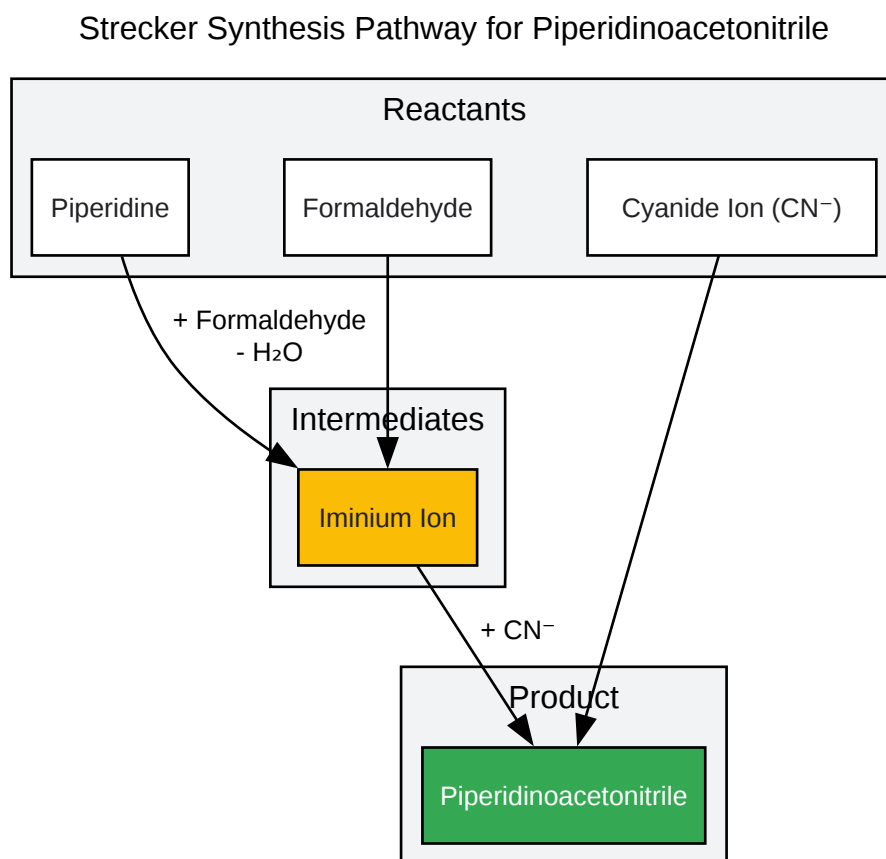 Strecker Synthesis Pathway for Piperidinoacetonitrile
Reactants
Piperidine
Formaldehyde
Cyanide Ion (CN⁻)
+ Formaldehyde
- H₂O
Intermediates
Iminium Ion
+ CN⁻
Product
Piperidinoacetonitrile